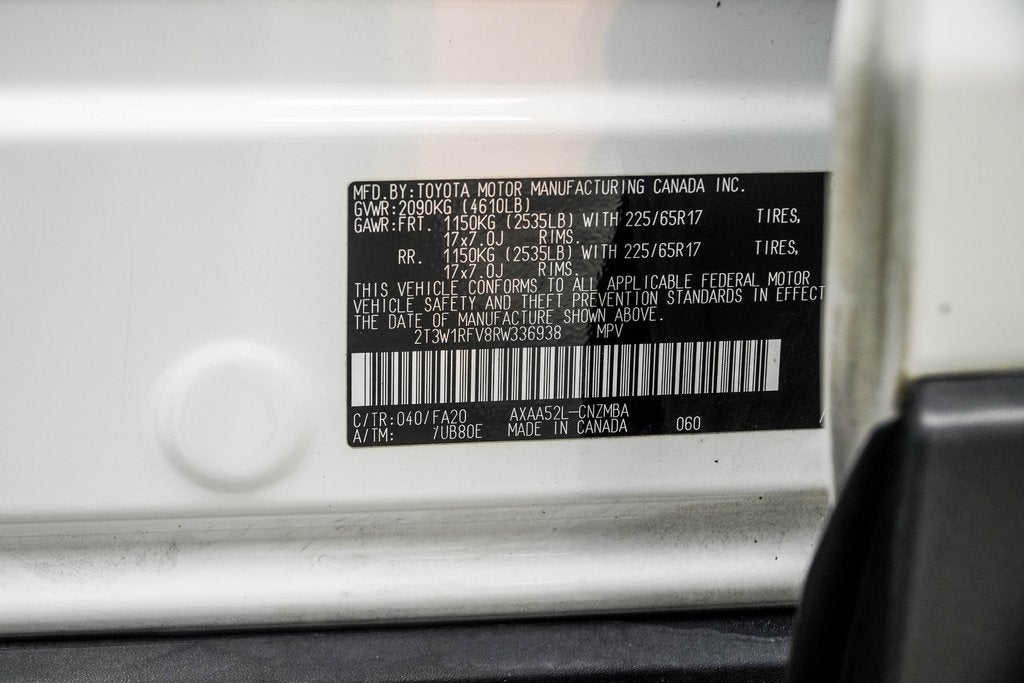 MFD.BY:TOYOTA MOTOR MANUFACTURING CANADA INC.
GVWR:2090KG (4610LB)
GAWR:FRT. 1150KG (2535LB) WITH 225/65R17 TIRES,
17x7.0J RIMS.
RR. 1150KG (2535LB) WITH 225/65R17 TIRES,
17x7.0J RIMS.
THIS VEHICLE CONFORMS TO ALL APPLICABLE FEDERAL MOTOR
VEHICLE SAFETY AND THEFT PREVENTION STANDARDS IN EFFECT
THE DATE OF MANUFACTURE SHOWN ABOVE.
2T3W1RFV8RW336938 MPV
C/TR:040/FA20 AXAA52L-CNZMBA 060
A/TM: /UB80E MADE IN CANADA